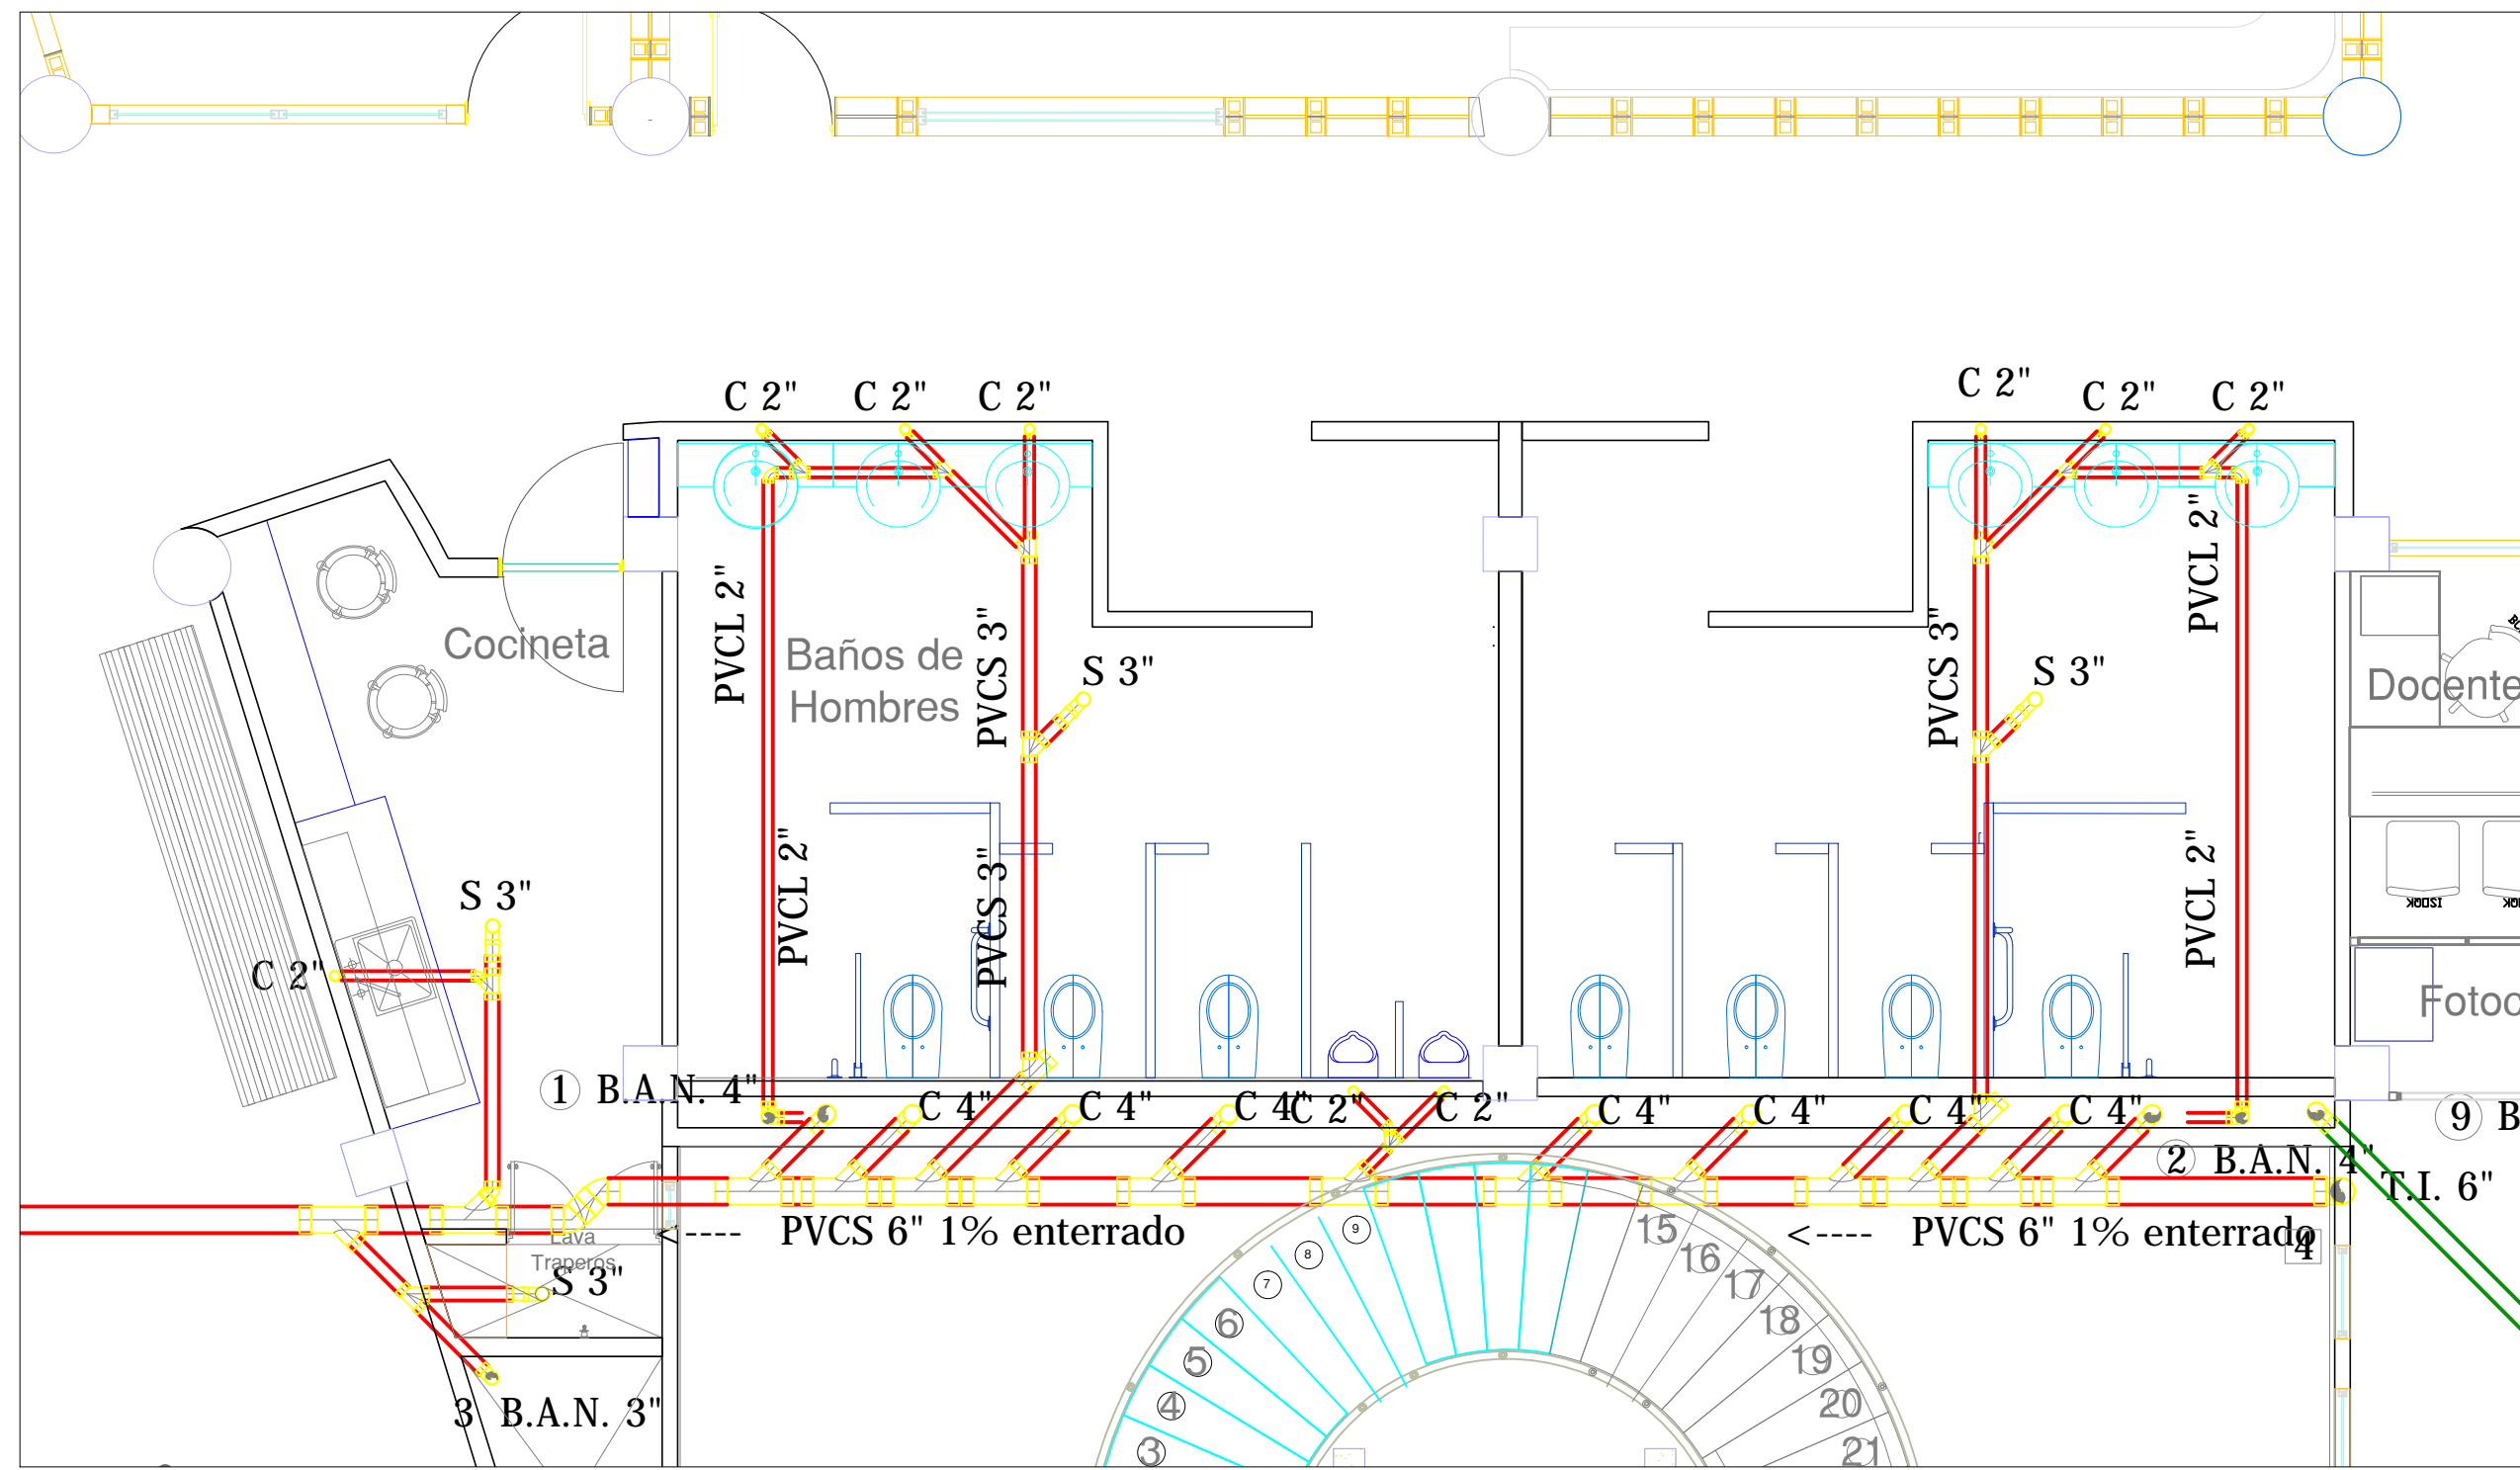 C 2"
C 2"
C 2"
C 2"
C 2"
C 2"
PVCL 2"
PVCS 3"
PVCS 3"
PVCL 2"
Cocineta
Baños de
Hombres
S 3"
S 3"
Docente
PVCL 2"
PVCS 3"
PVCL 2"
S 3"
C 2"
ISDOK
Fotoc
1 B.A.N. 4"
C 4"
C 4"
C 4"
C 2"
C 2"
C 4"
C 4"
C 4"
C 4"
9 B
2 B.A.N. 4"
T.I. 6"
<---- PVCS 6" 1% enterrado
<---- PVCS 6" 1% enterrado
4
Lava
Traperos
S 3"
3 B.A.N. 3"
9
8
7
6
5
4
3
15
16
17
18
19
20
21